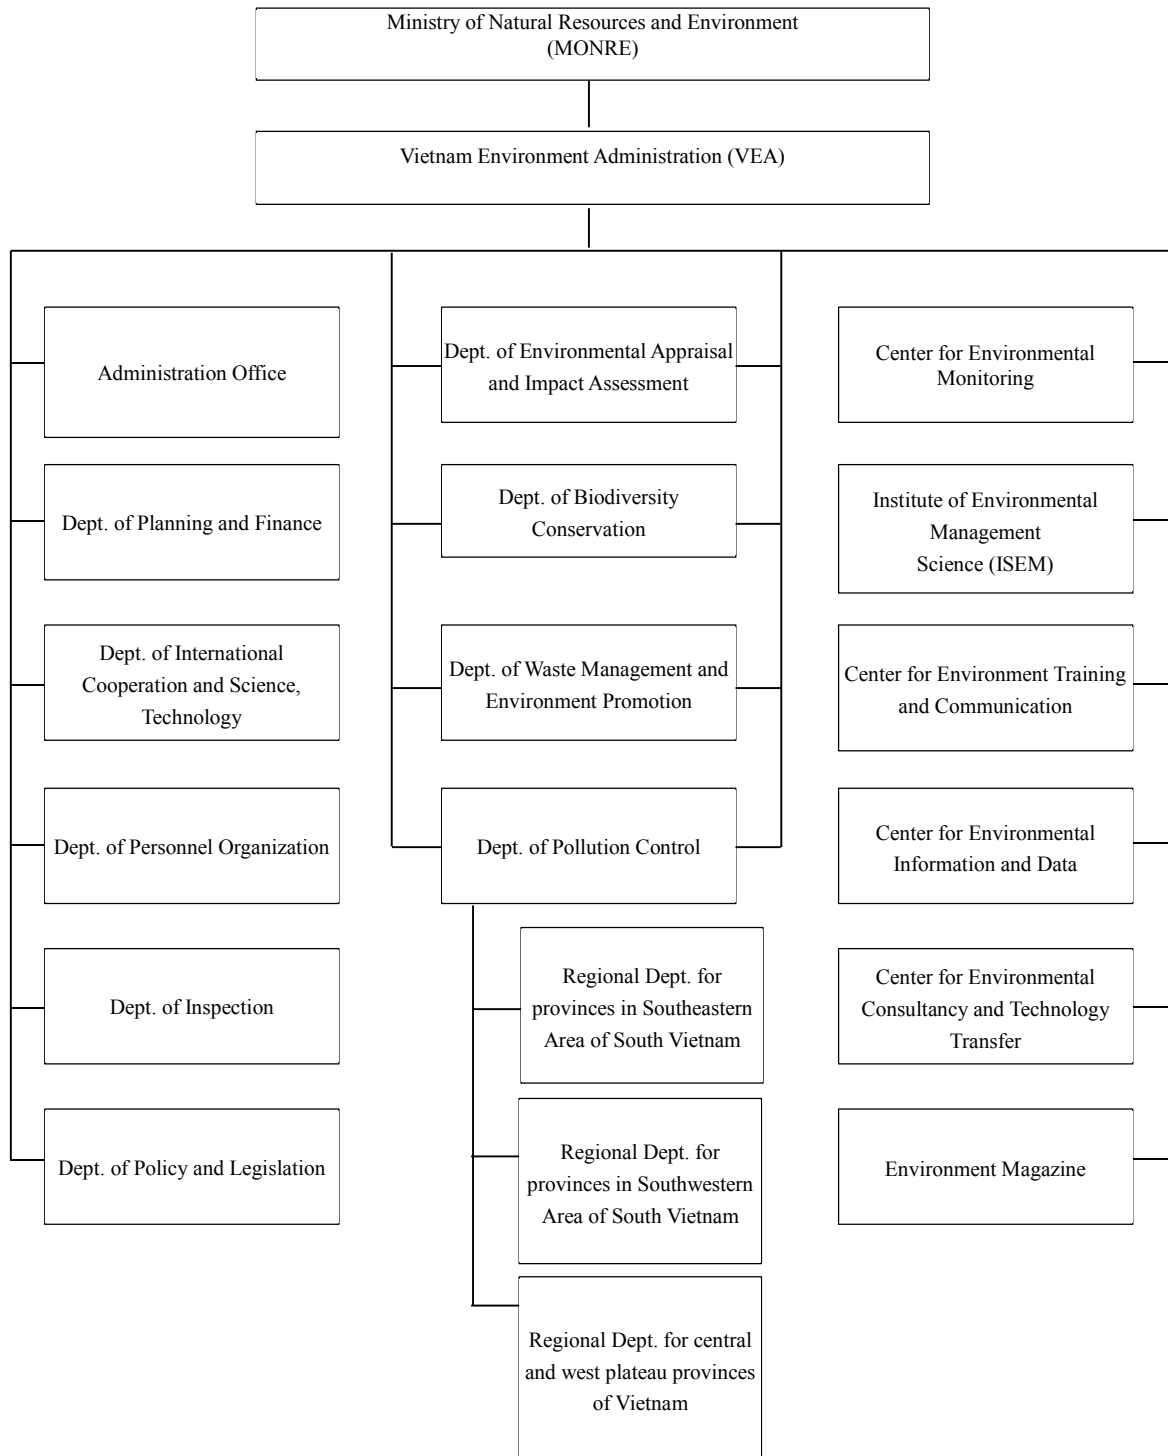 Ministry of Natural Resources and Environment
(MONRE)
Vietnam Environment Administration (VEA)
Administration Office
Dept. of Planning and Finance
Dept. of International
Cooperation and Science,
Technology
Dept. of Personnel Organization
Dept. of Inspection
Dept. of Policy and Legislation
Dept. of Environmental Appraisal
and Impact Assessment
Dept. of Biodiversity
Conservation
Dept. of Waste Management and
Environment Promotion
Dept. of Pollution Control
Regional Dept. for
provinces in Southeastern
Area of South Vietnam
Regional Dept. for
provinces in Southwestern
Area of South Vietnam
Regional Dept. for central
and west plateau provinces
of Vietnam
Center for Environmental
Monitoring
Institute of Environmental
Management
Science (ISEM)
Center for Environment Training
and Communication
Center for Environmental
Information and Data
Center for Environmental
Consultancy and Technology
Transfer
Environment Magazine